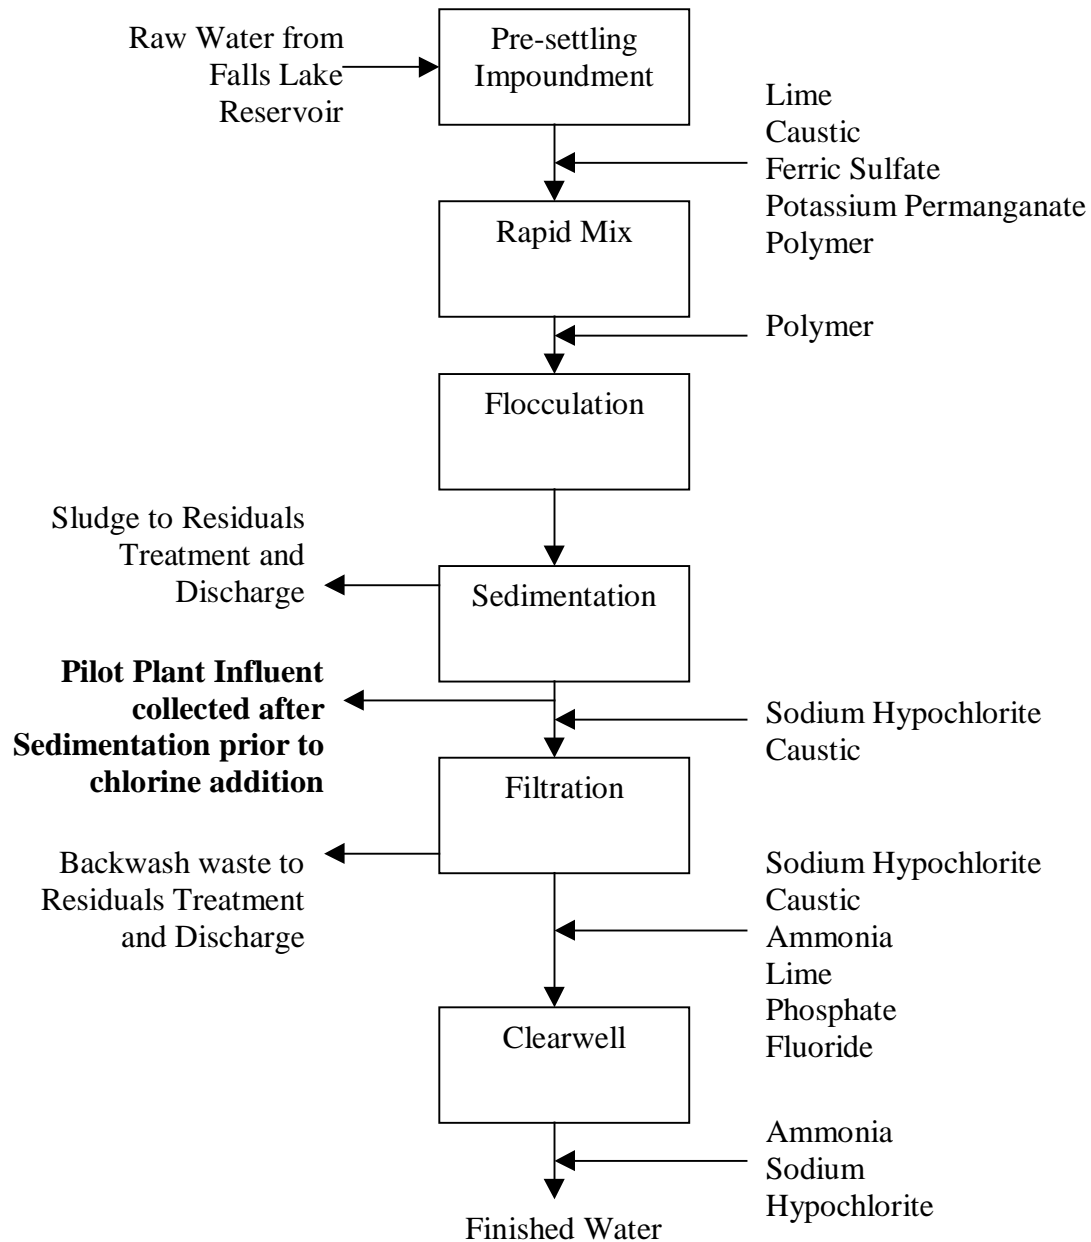 Raw Water from
Falls Lake
Reservoir
Pre-settling
Impoundment
Lime
Caustic
Ferric Sulfate
Potassium Permanganate
Polymer
Rapid Mix
Polymer
Flocculation
Sludge to Residuals
Treatment and
Discharge
Sedimentation
Pilot Plant Influent
collected after
Sedimentation prior to
chlorine addition
Sodium Hypochlorite
Caustic
Filtration
Backwash waste to
Residuals Treatment
and Discharge
Sodium Hypochlorite
Caustic
Ammonia
Lime
Phosphate
Fluoride
Clearwell
Ammonia
Sodium
Hypochlorite
Finished Water